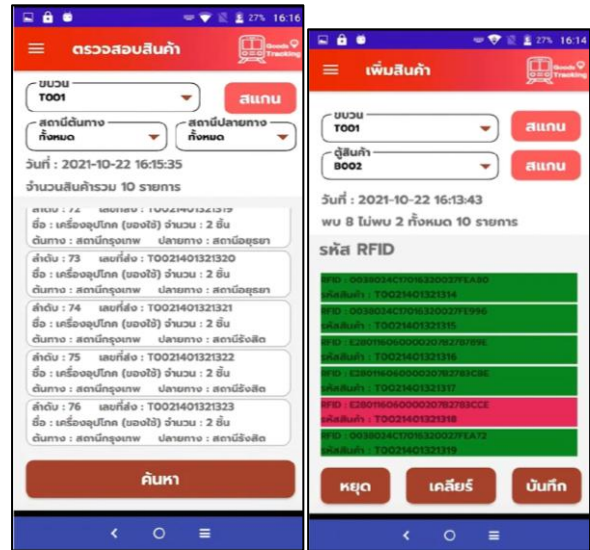 27% 16:16
ตรวจสอบสินค้า
Goods
Tracking
ขบวน
T001
สแกน
สถานีต้นทาง
ทั้งหมด
สถานีปลายทาง
ทั้งหมด
วันที่ : 2021-10-22 16:15:35
จำนวนสินค้ารวม 10 รายการ
ลำดับ : 72 เลขที่ส่ง : T0021401321319
ชื่อ : เครื่องอุปโภค (ของใช้) จำนวน : 2 ชิ้น
ต้นทาง : สถานีกรุงเทพ ปลายทาง : สถานีอยุธยา
ลำดับ : 73 เลขที่ส่ง : T0021401321320
ชื่อ : เครื่องอุปโภค (ของใช้) จำนวน : 2 ชิ้น
ต้นทาง : สถานีกรุงเทพ ปลายทาง : สถานีอยุธยา
ลำดับ : 74 เลขที่ส่ง : T0021401321321
ชื่อ : เครื่องอุปโภค (ของใช้) จำนวน : 2 ชิ้น
ต้นทาง : สถานีกรุงเทพ ปลายทาง : สถานีรังสิต
ลำดับ : 75 เลขที่ส่ง : T0021401321322
ชื่อ : เครื่องอุปโภค (ของใช้) จำนวน : 2 ชิ้น
ต้นทาง : สถานีกรุงเทพ ปลายทาง : สถานีรังสิต
ลำดับ : 76 เลขที่ส่ง : T0021401321323
ชื่อ : เครื่องอุปโภค (ของใช้) จำนวน : 2 ชิ้น
ต้นทาง : สถานีกรุงเทพ ปลายทาง : สถานีรังสิต
ค้นหา
27% 16:14
เพิ่มสินค้า
Goods
Tracking
ขบวน
T001
สแกน
ตู้สินค้า
B002
สแกน
วันที่ : 2021-10-22 16:13:43
พบ 8 ไม่พบ 2 ทั้งหมด 10 รายการ
รหัส RFID
RFID : 0038024C17016320027FEA80
รหัสสินค้า : T0021401321314
RFID : 0038024C17016320027FE996
รหัสสินค้า : T0021401321315
RFID :
รหัสสินค้า : T0021401321316
RFID :
รหัสสินค้า : T0021401321317
RFID :
รหัสสินค้า : T0021401321318
RFID : 0038024C17016320027FEA72
รหัสสินค้า : T0021401321319
หยุด
เคลียร์
บันทึก